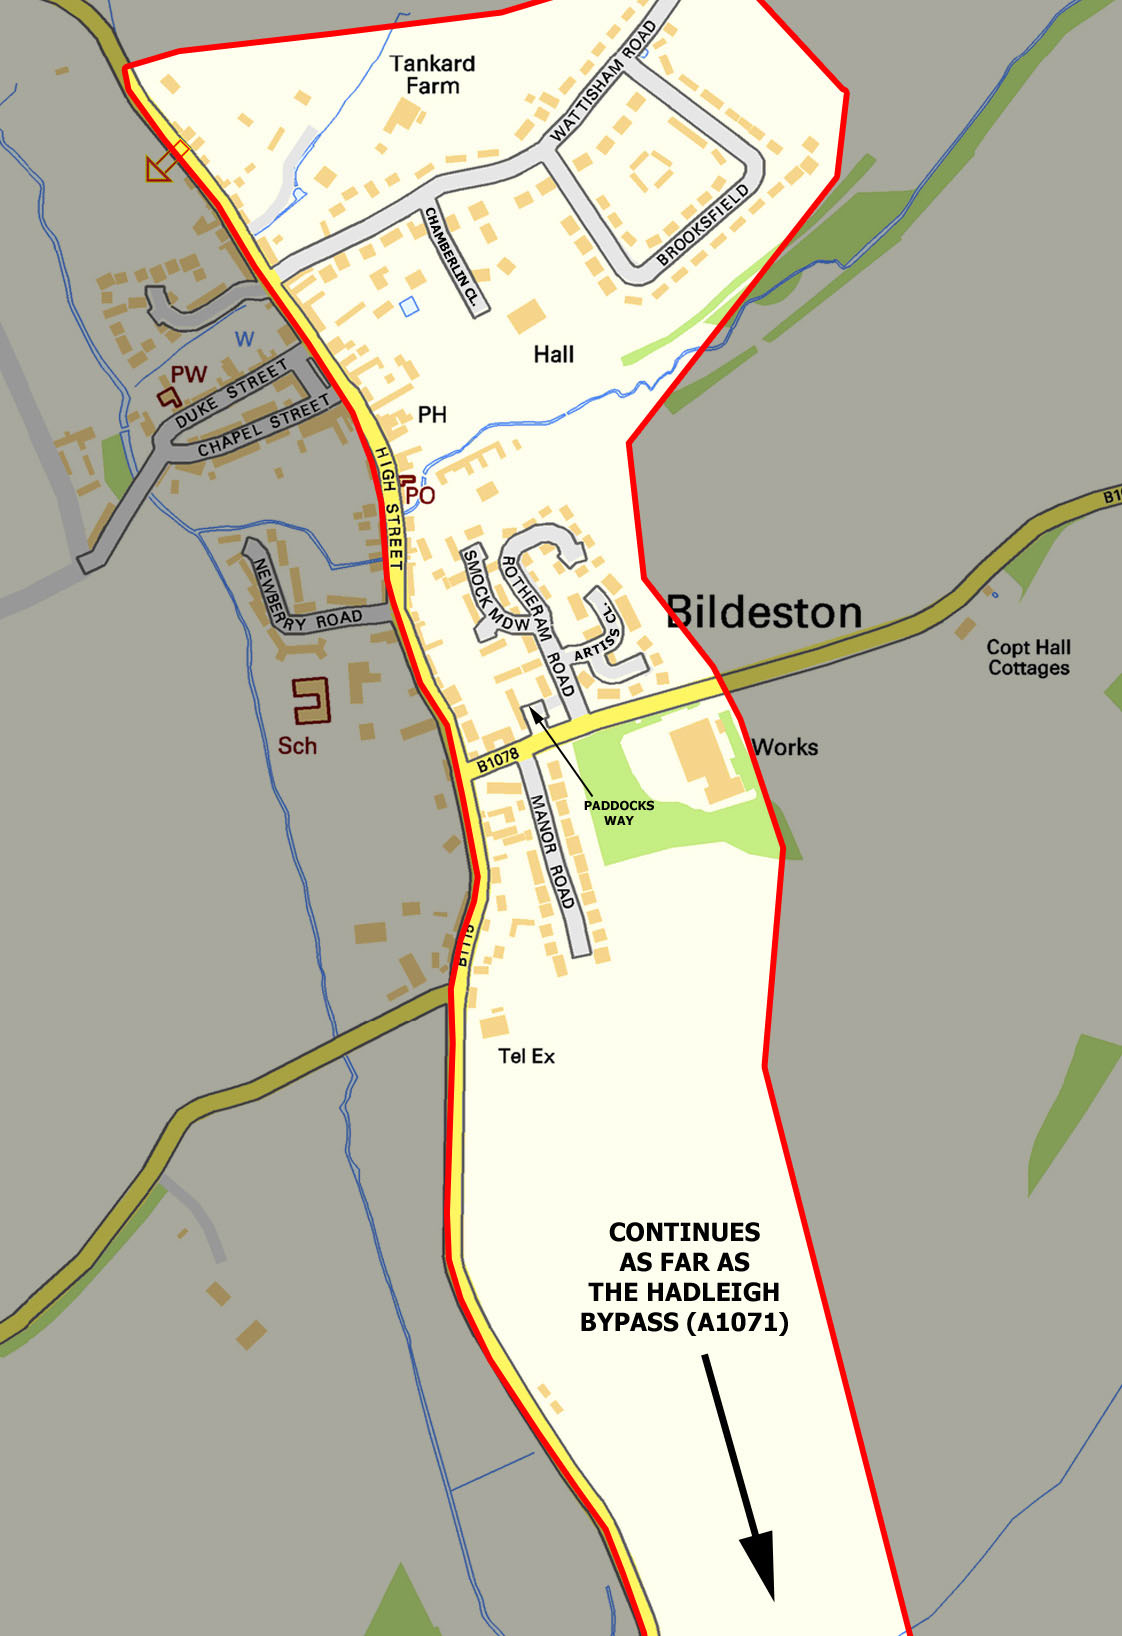 WATTISHAM ROAD
Tankard
Farm
BROOKSFIELD
CHAMBERLIN CL.
W
Hall
PW
DUKE STREET
PH
CHAPEL STREET
HIGH STREET
PO
SMOCK MDW
ROTHERAM ROAD
NEWBERRY ROAD
ARTISS CL.
Bildeston
Copt Hall
Cottages
Sch
B1078
Works
PADDOCKS
WAY
MANOR ROAD
B1115
Tel Ex
CONTINUES
AS FAR AS
THE HADLEIGH
BYPASS (A1071)